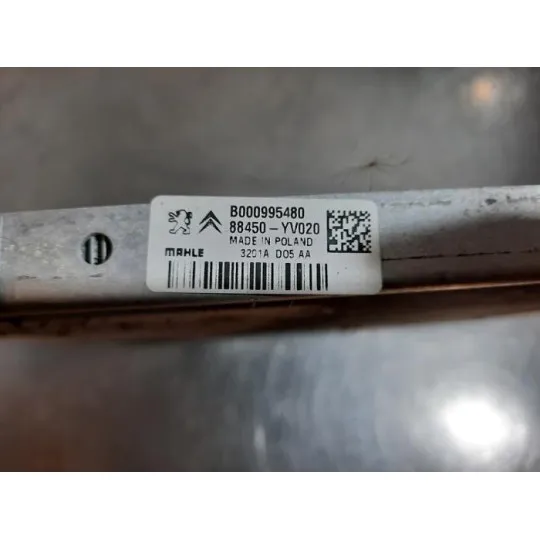 B000995480
88450-YV020
MADE IN POLAND
MAHLE 3201A D05 AA